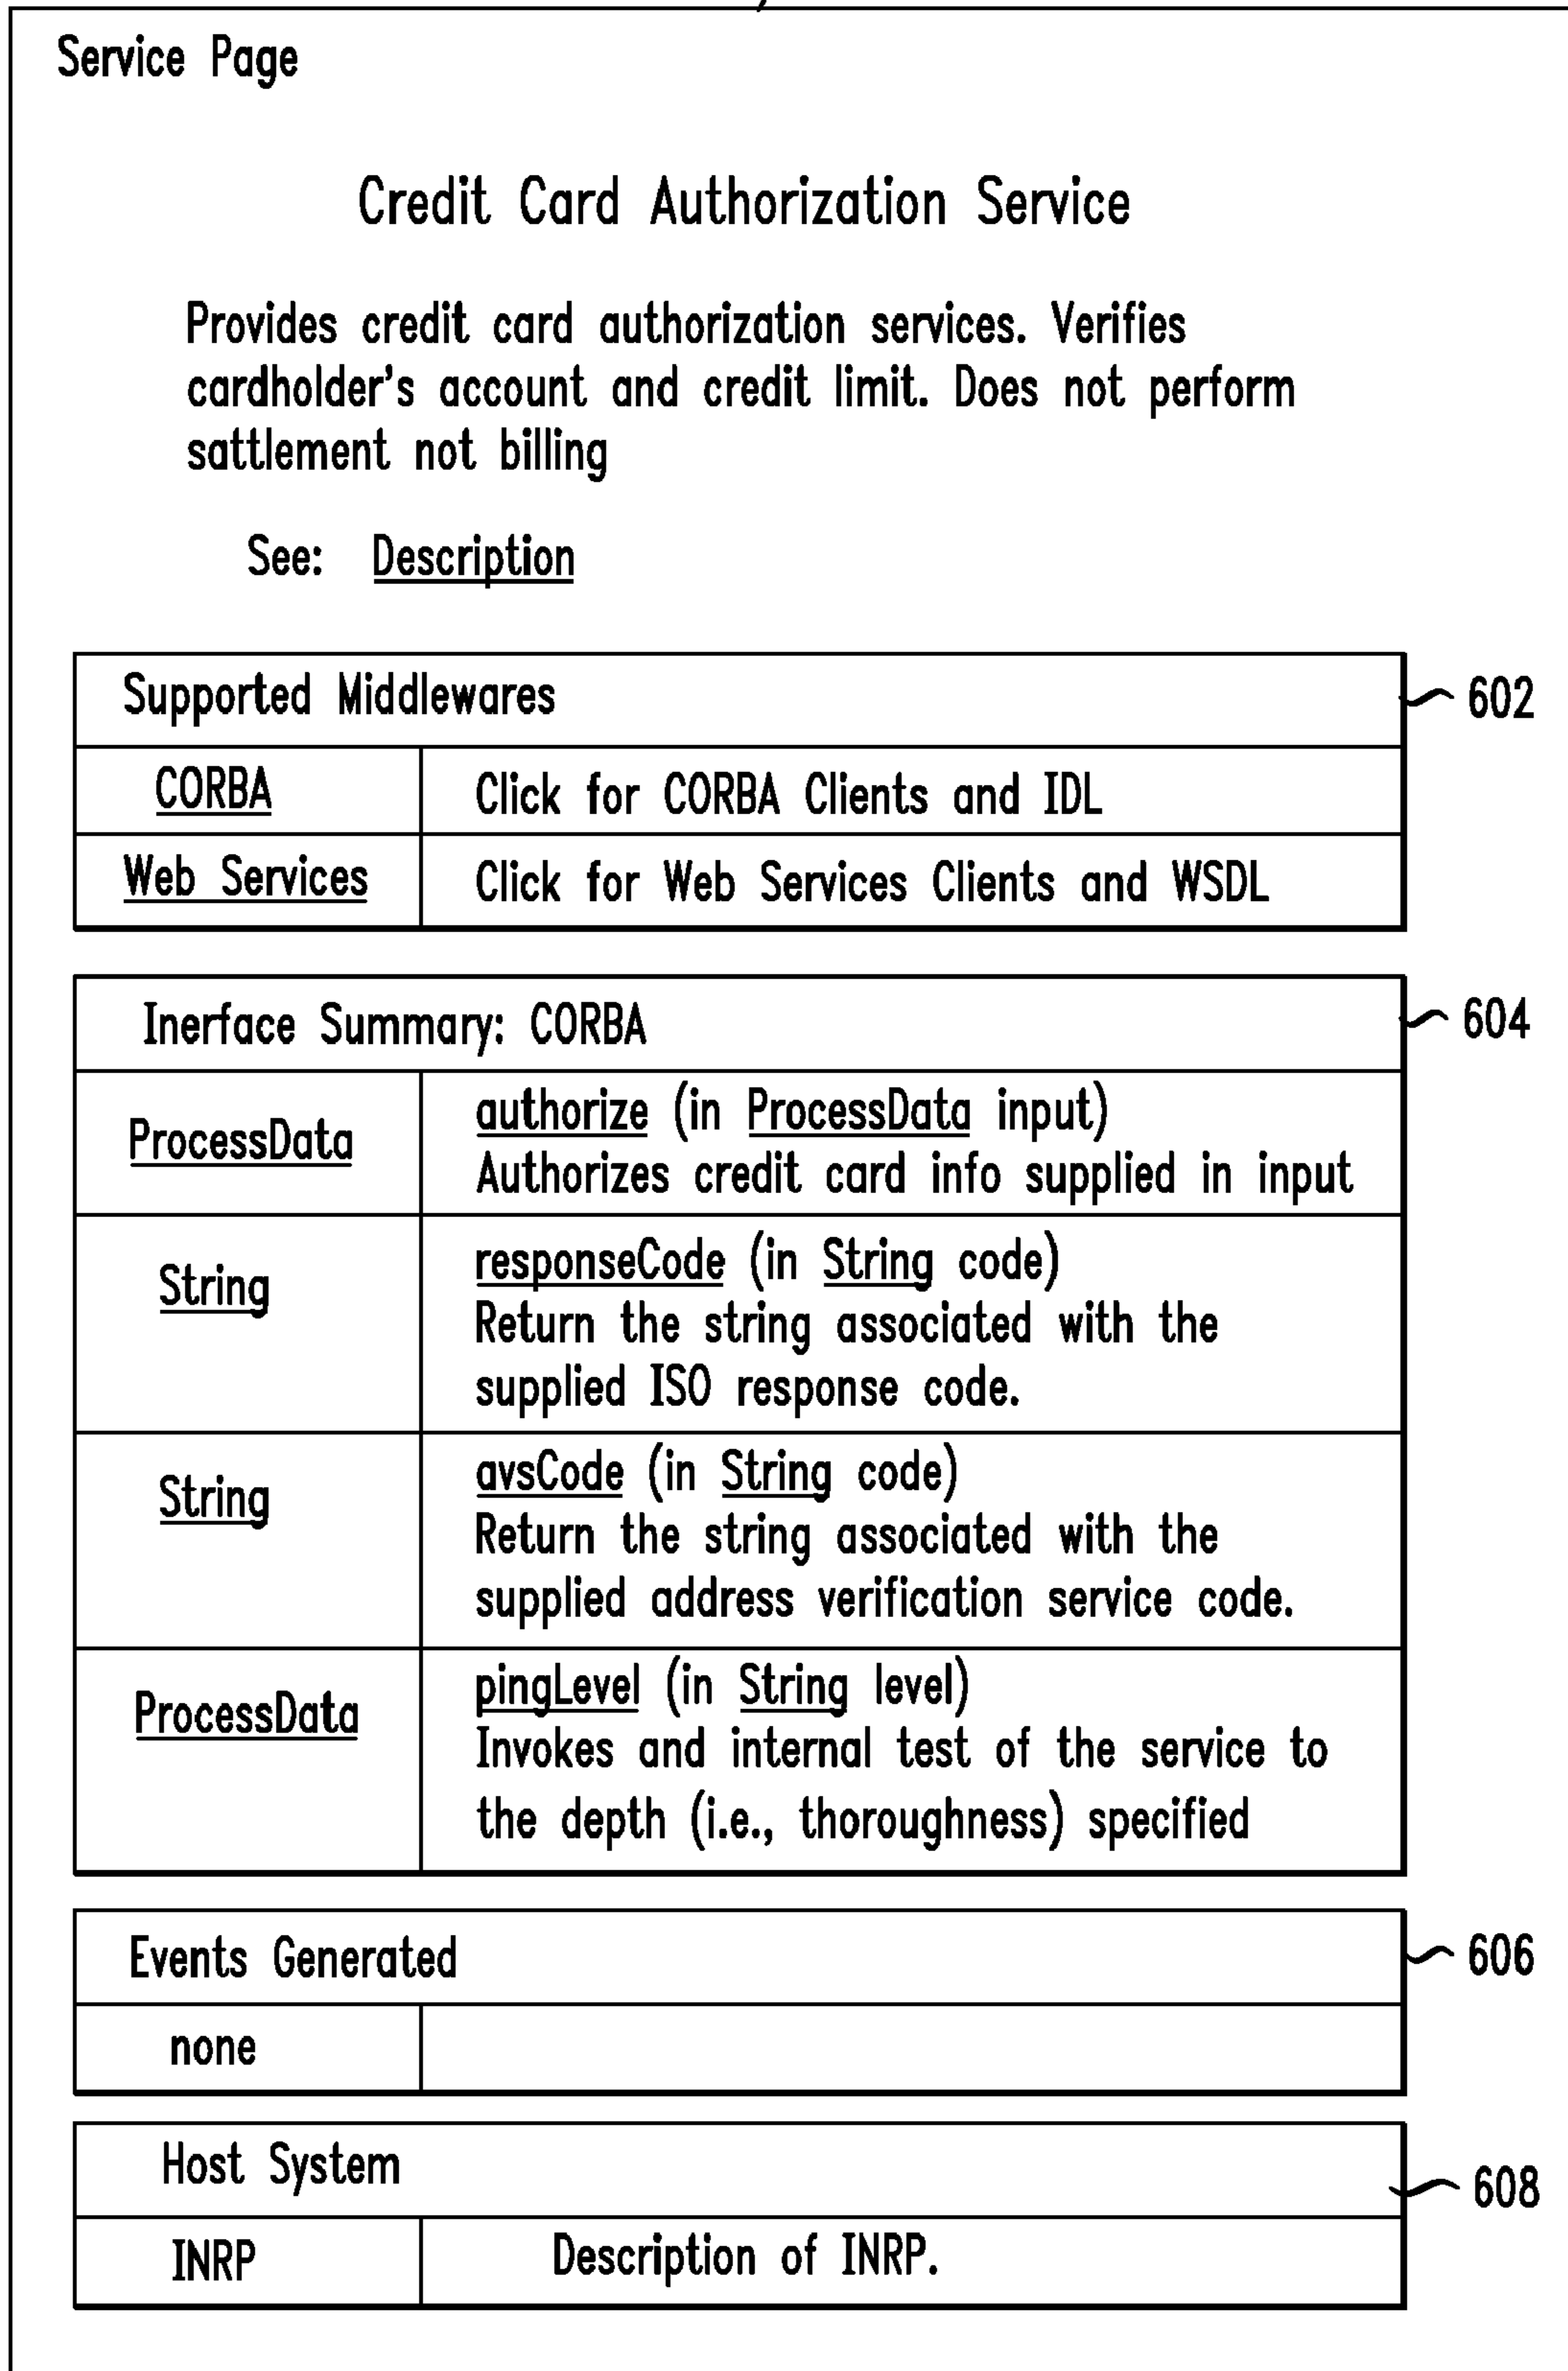 Service Page
Credit Card Authorization Service
Provides credit card authorization services. Verifies
cardholder's account and credit limit. Does not perform
sattlement not billing
See: Description
Supported Middlewares
602
CORBA
Click for CORBA Clients and IDL
Web Services
Click for Web Services Clients and WSDL
Inerface Summary: CORBA
604
ProcessData
authorize (in ProcessData input)
Authorizes credit card info supplied in input
String
responseCode (in String code)
Return the string associated with the
supplied ISO response code.
String
avsCode (in String code)
Return the string associated with the
supplied address verification service code.
ProcessData
pingLevel (in String level)
Invokes and internal test of the service to
the depth (i.e., thoroughness) specified
Events Generated
606
none
Host System
608
INRP
Description of INRP.